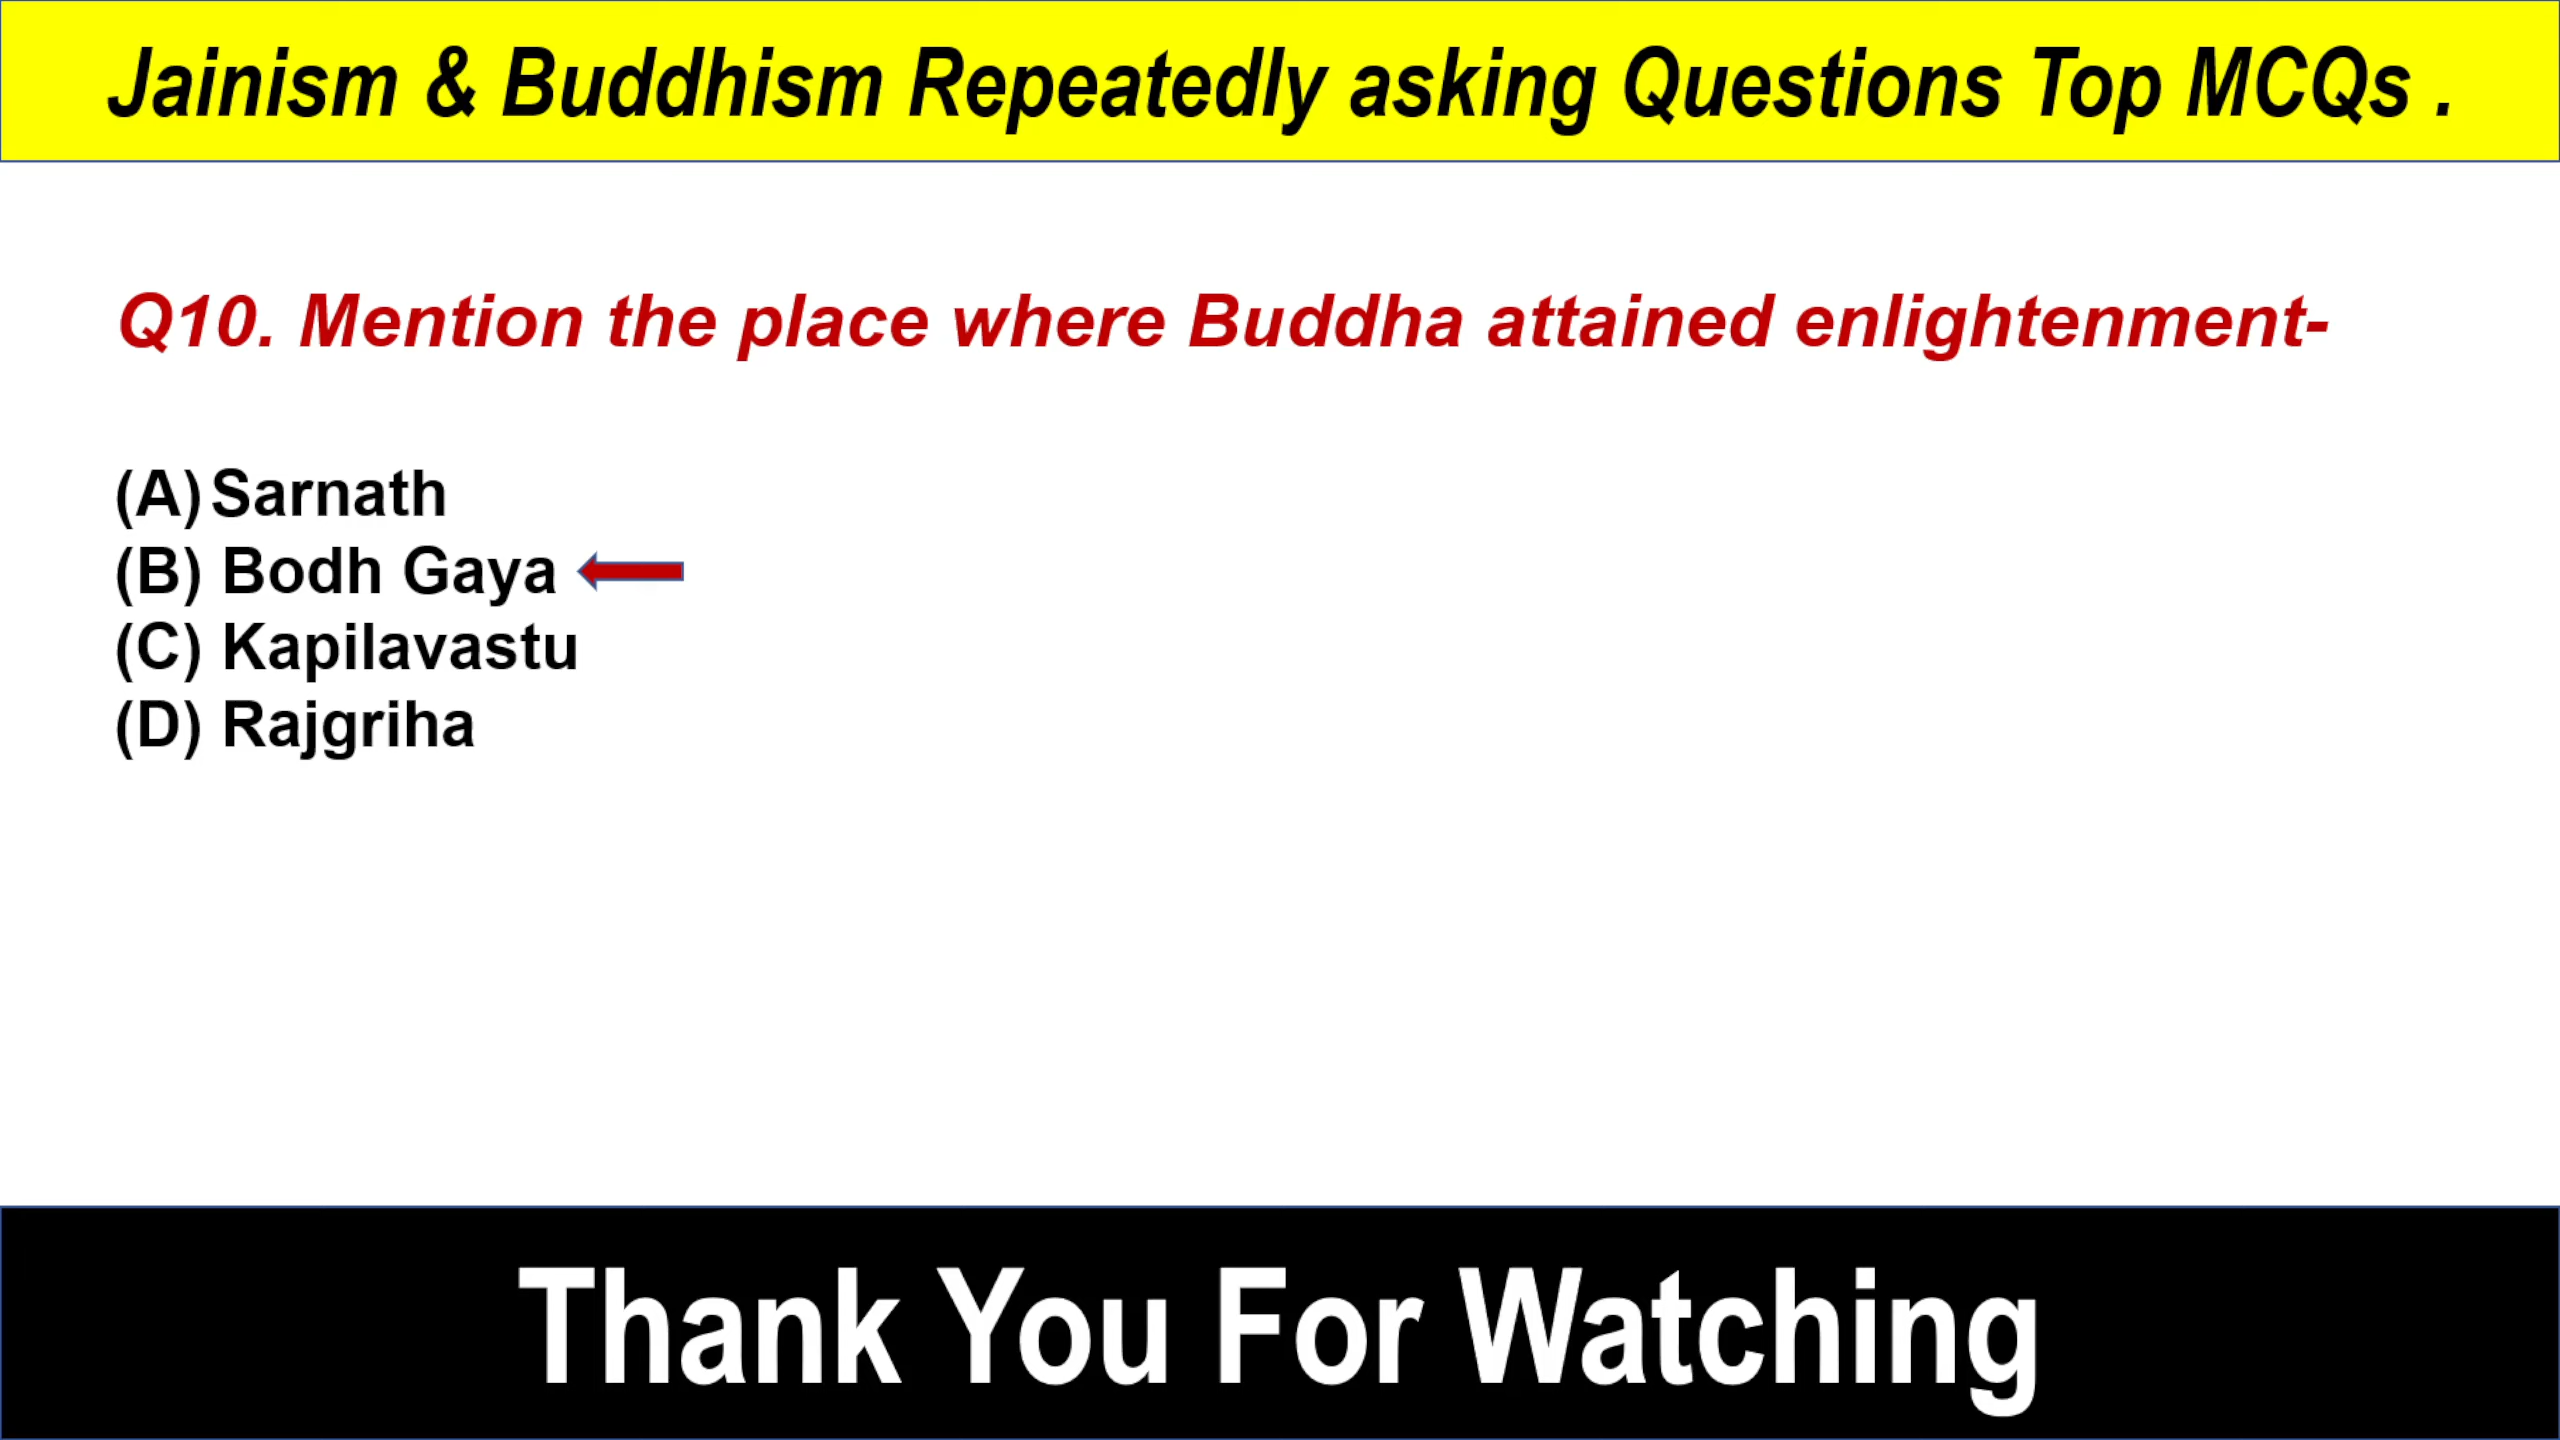 Jainism & Buddhism Repeatedly asking Questions Top MCQs .
Q10. Mention the place where Buddha attained enlightenment-
(A) Sarnath
(B) Bodh Gaya
(C) Kapilavastu
(D) Rajgriha
Thank You For Watching